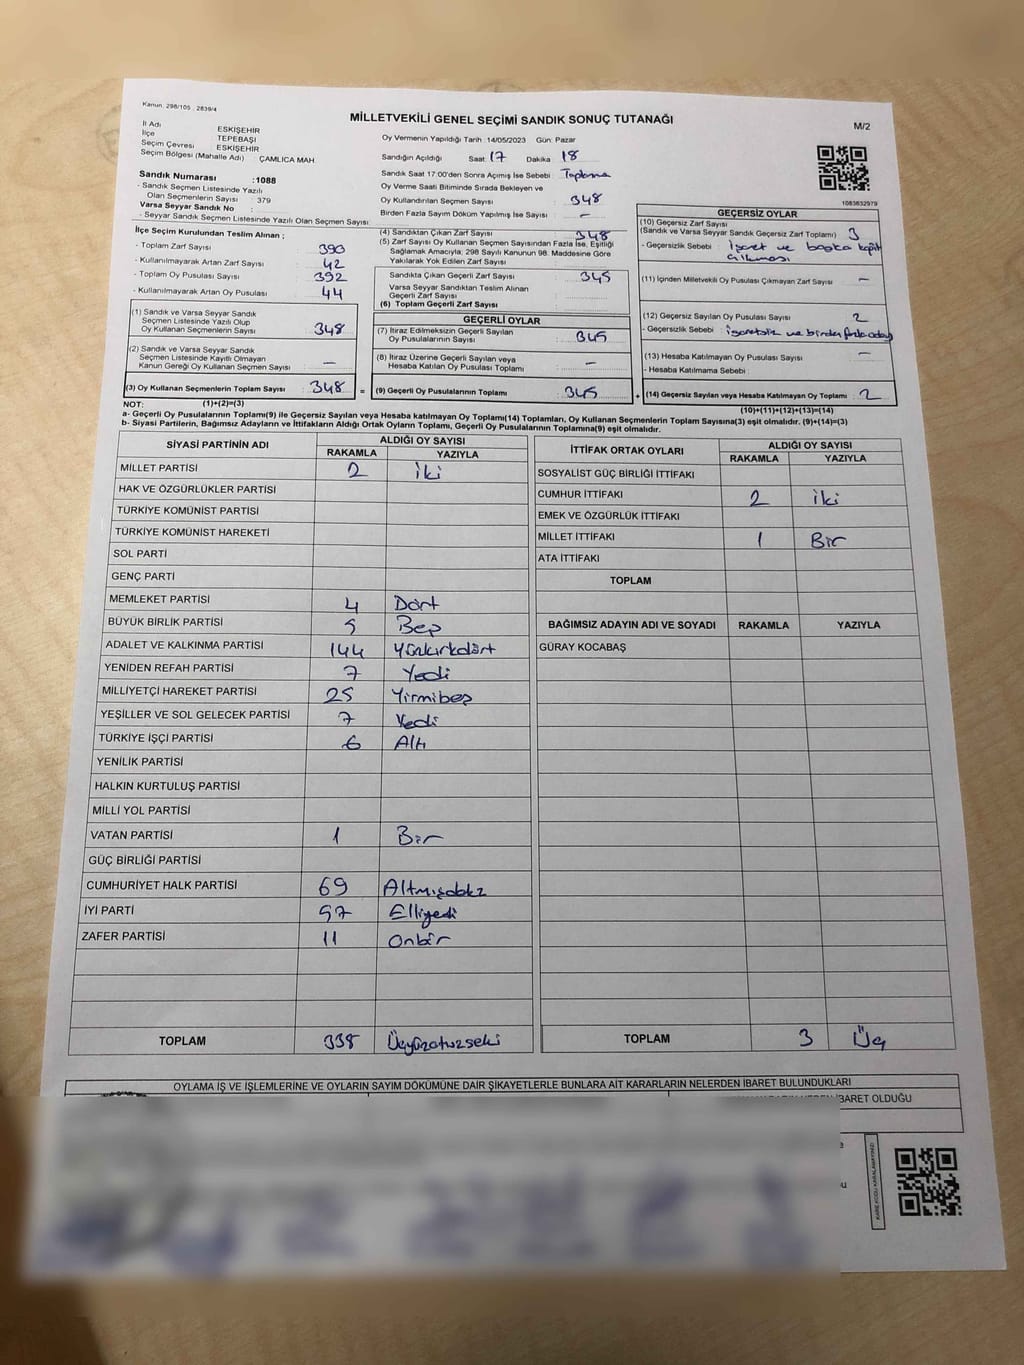 Kanun: 298/105 , 2839/4
MİLLETVEKİLİ GENEL SEÇİMİ SANDIK SONUÇ TUTANAĞI
M/2
İl Adı ESKİŞEHİR
İlçe TEPEBAŞI
Seçim Çevresi ESKİŞEHİR
Seçim Bölgesi (Mahalle Adı) ÇAMLICA MAH.
Sandık Numarası :1088
- Sandık Seçmen Listesinde Yazılı
Olan Seçmenlerin Sayısı : 379
Varsa Seyyar Sandık No :
- Seyyar Sandık Seçmen Listesinde Yazılı Olan Seçmen Sayısı:
Oy Vermenin Yapıldığı Tarih :14/05/2023 Gün: Pazar
Sandığın Açıldığı Saat: 17 Dakika 18
Sandık Saat 17:00'den Sonra Açımış İse Sebebi : Toplama
Oy Verme Saati Bitiminde Sırada Bekleyen ve
Oy Kullandırılan Seçmen Sayısı : 348
Birden Fazla Sayım Döküm Yapılmış İse Sayısı : –
1083632979
İlçe Seçim Kurulundan Teslim Alınan ;
- Toplam Zarf Sayısı : 390
- Kullanılmayarak Artan Zarf Sayısı : 42
- Toplam Oy Pusulası Sayısı : 392
- Kullanılmayarak Artan Oy Pusulası : 44
(1) Sandık ve Varsa Seyyar Sandık
Seçmen Listesinde Yazılı Olup
Oy Kullanan Seçmenlerin Sayısı : 348
(2) Sandık ve Varsa Seyyar Sandık
Seçmen Listesinde Kayıtlı Olmayan
Kanun Gereği Oy Kullanan Seçmen Sayısı : –
(3) Oy Kullanan Seçmenlerin Toplam Sayısı : 348 =
(4) Sandıktan Çıkan Zarf Sayısı : 348
(5) Zarf Sayısı Oy Kullanan Seçmen Sayısından Fazla İse, Eşitliği
Sağlamak Amacıyla, 298 Sayılı Kanunun 98. Maddesine Göre
Yakılarak Yok Edilen Zarf Sayısı :
Sandıkta Çıkan Geçerli Zarf Sayısı : 345
Varsa Seyyar Sandıktan Teslim Alınan
Geçerli Zarf Sayısı :
(6) Toplam Geçerli Zarf Sayısı :
GEÇERLİ OYLAR
(7) İtiraz Edilmeksizin Geçerli Sayılan
Oy Pusulalarının Sayısı : 345
(8) İtiraz Üzerine Geçerli Sayılan veya
Hesaba Katılan Oy Pusulası Toplamı : –
(9) Geçerli Oy Pusulalarının Toplamı : 345 +
GEÇERSİZ OYLAR
(10) Geçersiz Zarf Sayısı
(Sandık ve Varsa Seyyar Sandık Geçersiz Zarf Toplamı) : 3
- Geçersizlik Sebebi : İşaret ve başka kağıt
çıkması
(11) İçinden Milletvekili Oy Pusulası Çıkmayan Zarf Sayısı : –
(12) Geçersiz Sayılan Oy Pusulası Sayısı : 2
- Geçersizlik Sebebi : ve birden fazla aday
(13) Hesaba Katılmayan Oy Pusulası Sayısı : –
- Hesaba Katılmama Sebebi :
(14) Geçersiz Sayılan veya Hesaba Katılmayan Oy Toplamı : 2
NOT: (1)+(2)=(3) (10)+(11)+(12)+(13)=(14)
a- Geçerli Oy Pusulalarının Toplamı(9) ile Geçersiz Sayılan veya Hesaba katılmayan Oy Toplamı(14) Toplamları, Oy Kullanan Seçmenlerin Toplam Sayısına(3) eşit olmalıdır. (9)+(14)=(3)
b- Siyasi Partilerin, Bağımsız Adayların ve İttifakların Aldığı Ortak Oyların Toplamı, Geçerli Oy Pusulalarının Toplamına(9) eşit olmalıdır.
SİYASİ PARTİNİN ADI ALDIĞI OY SAYISI
RAKAMLA YAZIYLA
MİLLET PARTİSİ 2 iki
HAK VE ÖZGÜRLÜKLER PARTİSİ
TÜRKİYE KOMÜNİST PARTİSİ
TÜRKİYE KOMÜNİST HAREKETİ
SOL PARTİ
GENÇ PARTİ
MEMLEKET PARTİSİ 4 Dört
BÜYÜK BİRLİK PARTİSİ 5 Beş
ADALET VE KALKINMA PARTİSİ 144 Yüzkırkdört
YENİDEN REFAH PARTİSİ 7 Yedi
MİLLİYETÇİ HAREKET PARTİSİ 25 Yirmibeş
YEŞİLLER VE SOL GELECEK PARTİSİ 7 Yedi
TÜRKİYE İŞÇİ PARTİSİ 6 Altı
YENİLİK PARTİSİ
HALKIN KURTULUŞ PARTİSİ
MİLLİ YOL PARTİSİ
VATAN PARTİSİ 1 Bir
GÜÇ BİRLİĞİ PARTİSİ
CUMHURİYET HALK PARTİSİ 69 Altmışdokz
İYİ PARTİ 57 Elliyedi
ZAFER PARTİSİ 11 Onbir
TOPLAM 338 Üçyüzotuzseki
İTTİFAK ORTAK OYLARI ALDIĞI OY SAYISI
RAKAMLA YAZIYLA
SOSYALİST GÜÇ BİRLİĞİ İTTİFAKI
CUMHUR İTTİFAKI 2 İki
EMEK VE ÖZGÜRLÜK İTTİFAKI
MİLLET İTTİFAKI 1 Bir
ATA İTTİFAKI
TOPLAM
BAĞIMSIZ ADAYIN ADI VE SOYADI RAKAMLA YAZIYLA
GÜRAY KOCABAŞ
TOPLAM 3 Üç
OYLAMA İŞ VE İŞLEMLERİNE VE OYLARIN SAYIM DÖKÜMÜNE DAİR ŞİKAYETLERLE BUNLARA AİT KARARLARIN NELERDEN İBARET BULUNDUKLARI
İBARET OLDUĞU